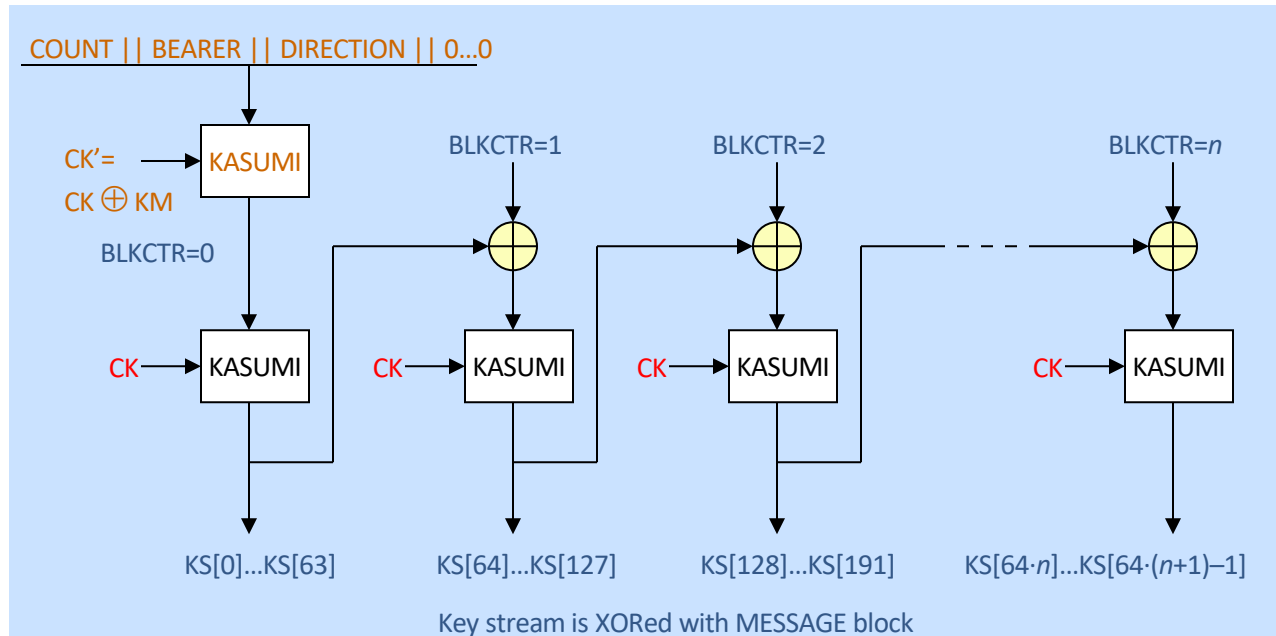 COUNT || BEARER || DIRECTION || 0...0
CK’=
CK ⊕ KM
KASUMI
BLKCTR=1
BLKCTR=2
BLKCTR=n
BLKCTR=0
CK
KASUMI
CK
KASUMI
CK
KASUMI
CK
KASUMI
KS[0]...KS[63]
KS[64]...KS[127]
KS[128]...KS[191]
KS[64·n]...KS[64·(n+1)–1]
Key stream is XORed with MESSAGE block